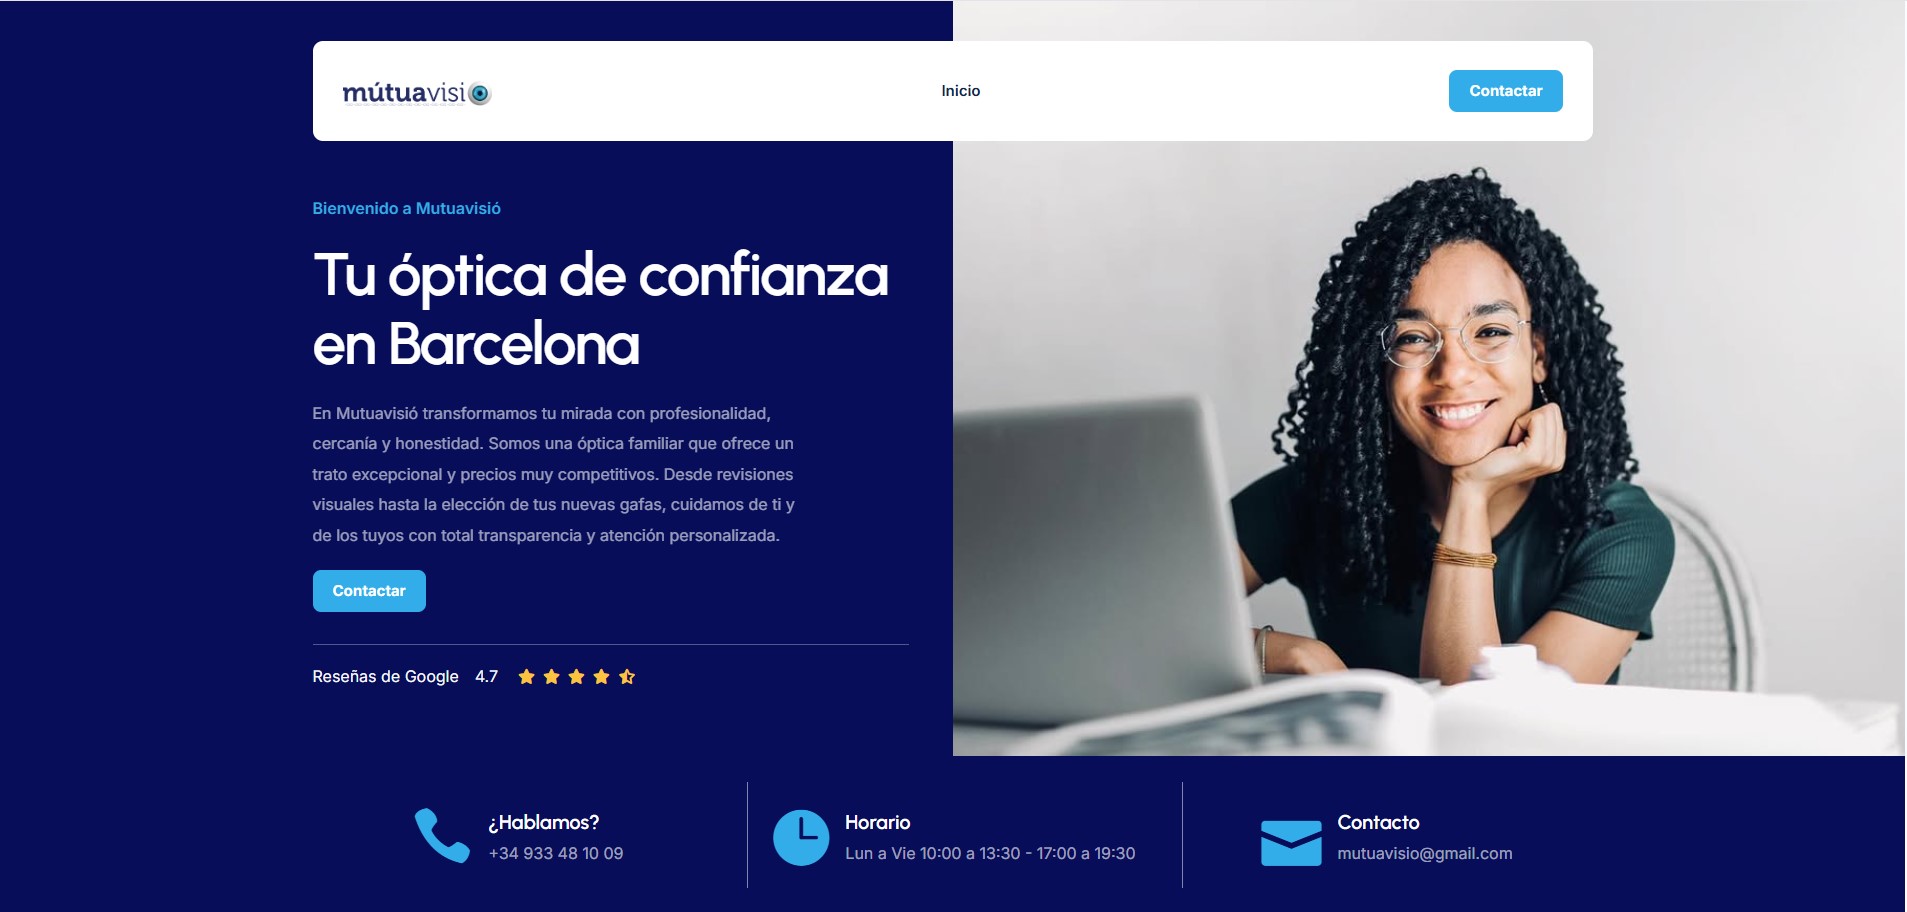 mútuavisi
Inicio
Contactar
Bienvenido a Mutuavisió
Tu óptica de confianza
en Barcelona
En Mutuavisió transformamos tu mirada con profesionalidad,
cercanía y honestidad. Somos una óptica familiar que ofrece un
trato excepcional y precios muy competitivos. Desde revisiones
visuales hasta la elección de tus nuevas gafas, cuidamos de ti y
de los tuyos con total transparencia y atención personalizada.
Contactar
Reseñas de Google 4.7
¿Hablamos?
+34 933 48 10 09
Horario
Lun a Vie 10:00 a 13:30 - 17:00 a 19:30
Contacto
mutuavisio@gmail.com